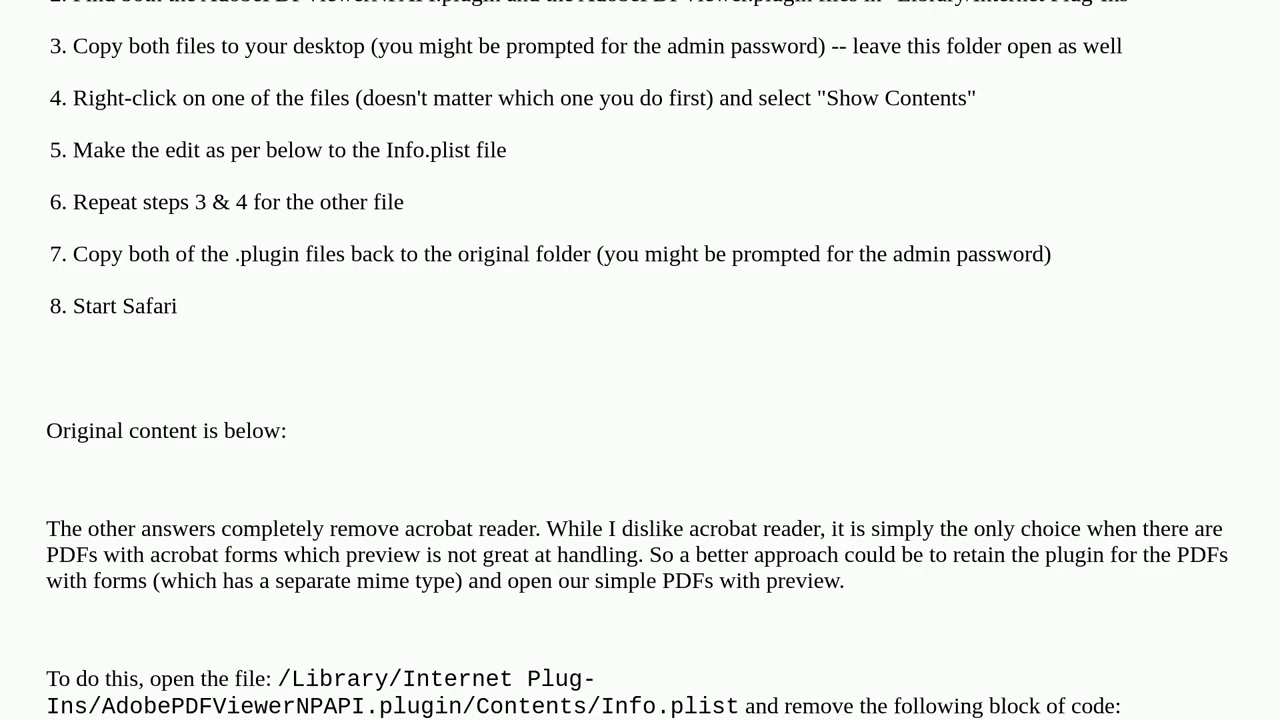 3. Copy both files to your desktop (you might be prompted for the admin password) -- leave this folder open as well
4. Right-click on one of the files (doesn't matter which one you do first) and select "Show Contents"
5. Make the edit as per below to the Info.plist file
6. Repeat steps 3 & 4 for the other file
7. Copy both of the .plugin files back to the original folder (you might be prompted for the admin password)
8. Start Safari
Original content is below:
The other answers completely remove acrobat reader. While I dislike acrobat reader, it is simply the only choice when there are
PDFs with acrobat forms which preview is not great at handling. So a better approach could be to retain the plugin for the PDFs
with forms (which has a separate mime type) and open our simple PDFs with preview.
To do this, open the file: /Library/Internet Plug-
Ins/AdobePDFViewerNPAPI.plugin/Contents/Info.plist and remove the following block of code: